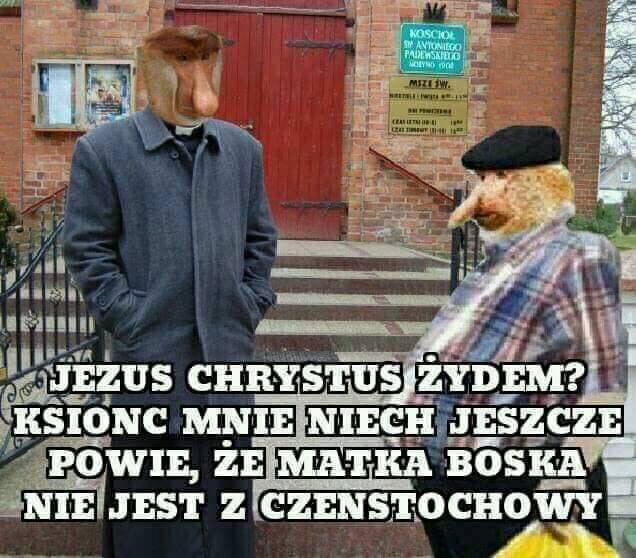 KOŚCIÓŁ
ŚW. ANTONIEGO
PADEWSKIEGO
MSZE ŚW.
JEZUS CHRYSTUS ŻYDEM?
KSIONC MNIE NIECH JESZCZE
POWIE, ŻE MATKA BOSKA
NIE JEST Z CZENSTOCHOWY